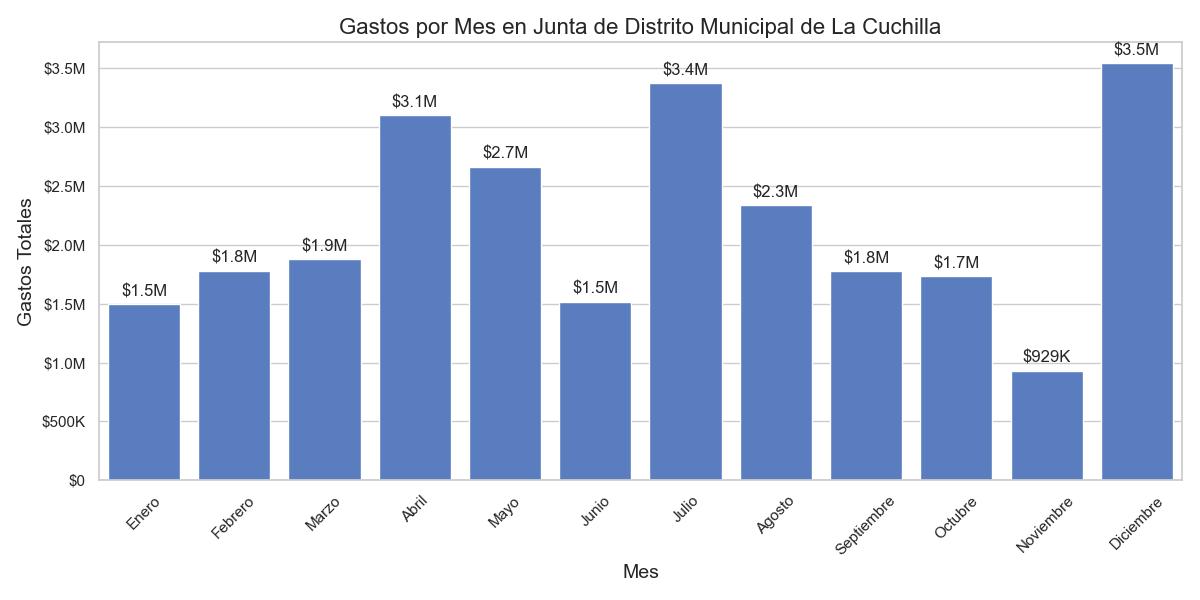 Gastos por Mes en Junta de Distrito Municipal de La Cuchilla
Gastos Totales
$3.5M
$3.0M
$2.5M
$2.0M
$1.5M
$1.0M
$500K
$0
$1.5M
$1.8M
$1.9M
$3.1M
$2.7M
$1.5M
$3.4M
$2.3M
$1.8M
$1.7M
$929K
$3.5M
Enero
Febrero
Marzo
Abril
Mayo
Junio
Julio
Agosto
Septiembre
Octubre
Noviembre
Diciembre
Mes